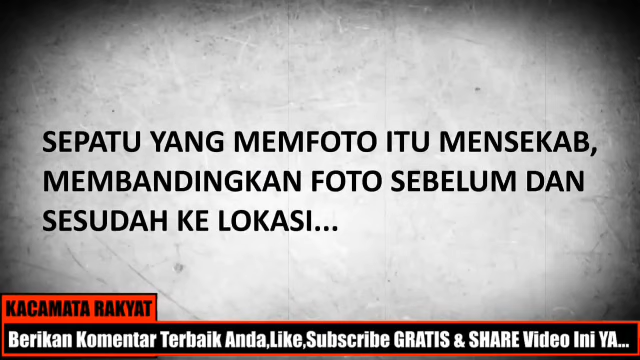 SEPATU YANG MEMFOTO ITU MENSEKAB,
MEMBANDINGKAN FOTO SEBELUM DAN
SESUDAH KE LOKASI...
KACAMATA RAKYAT
Berikan Komentar Terbaik Anda,Like,Subscribe GRATIS & SHARE Video Ini YA...